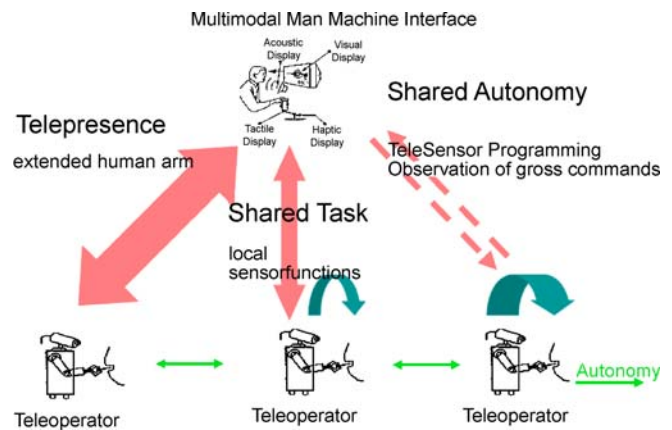 Multimodal Man Machine Interface
Acoustic
Display
Visual
Display
Tactile
Display
Haptic
Display
Telepresence
extended human arm
Shared Task
local
sensorfunctions
Shared Autonomy
TeleSensor Programming
Observation of gross commands
Teleoperator
Teleoperator
Teleoperator
Autonomy